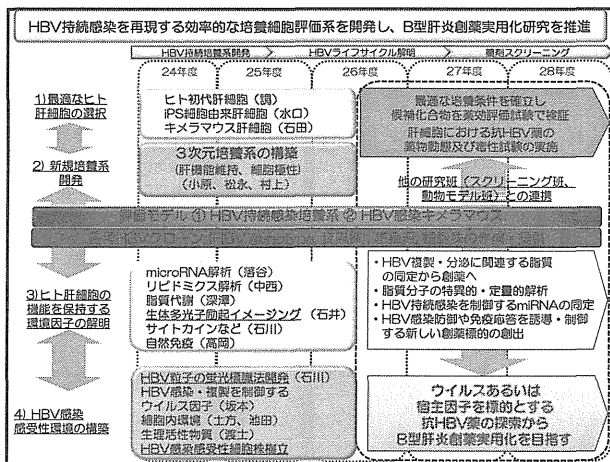 HBV持続感染を再現する効率的な培養細胞評価系を開発し、B型肝炎創薬実用化研究を推進
HBV持続培養系開発
HBVライフサイクル解明
薬剤スクリーニング
24年度
25年度
26年度
27年度
28年度
1)最適なヒト
肝細胞の選択
ヒト初代肝細胞(調)
iPS細胞由来肝細胞(水口)
キメラマウス肝細胞(石田)
最適な培養条件を確立し
候補化合物を薬効評価試験で検証
肝細胞における抗HBV薬の
薬物動態及び毒性試験の実施
2) 新規培養系
開発
3次元培養系の構築
(肝機能維持、細胞極性)
(小原、松永、村上)
他の研究班(スクリーニング班、
動物モデル班)との連携
評価モデル ① HBV持続感染培養系 ② HBV感染キメラマウス
3)ヒト肝細胞の
機能を保持する
環境因子の解明
microRNA解析(落谷)
リピドミクス解析(中西)
脂質代謝(深澤)
生体多光子励起イメージング(石井)
サイトカインなど(石川)
自然免疫(高岡)
・HBV複製・分泌に関連する脂質
の同定から創薬へ
・脂質分子の特異的・定量的解析
・HBV持続感染を制御するmiRNAの同定
・HBV感染防御や免疫応答を誘導・制御
する新しい創薬標的の創出
4) HBV感染
感受性環境の構築
HBV粒子の蛍光標識法開発(石川)
HBV感染・複製を制御する
ウイルス因子(坂本)
細胞内環境(土方、池田)
生理活性物質(渡士)
HBV感染感受性細胞株樹立
ウイルスあるいは
宿主因子を標的とする
抗HBV薬の探索から
B型肝炎創薬実用化を目指す